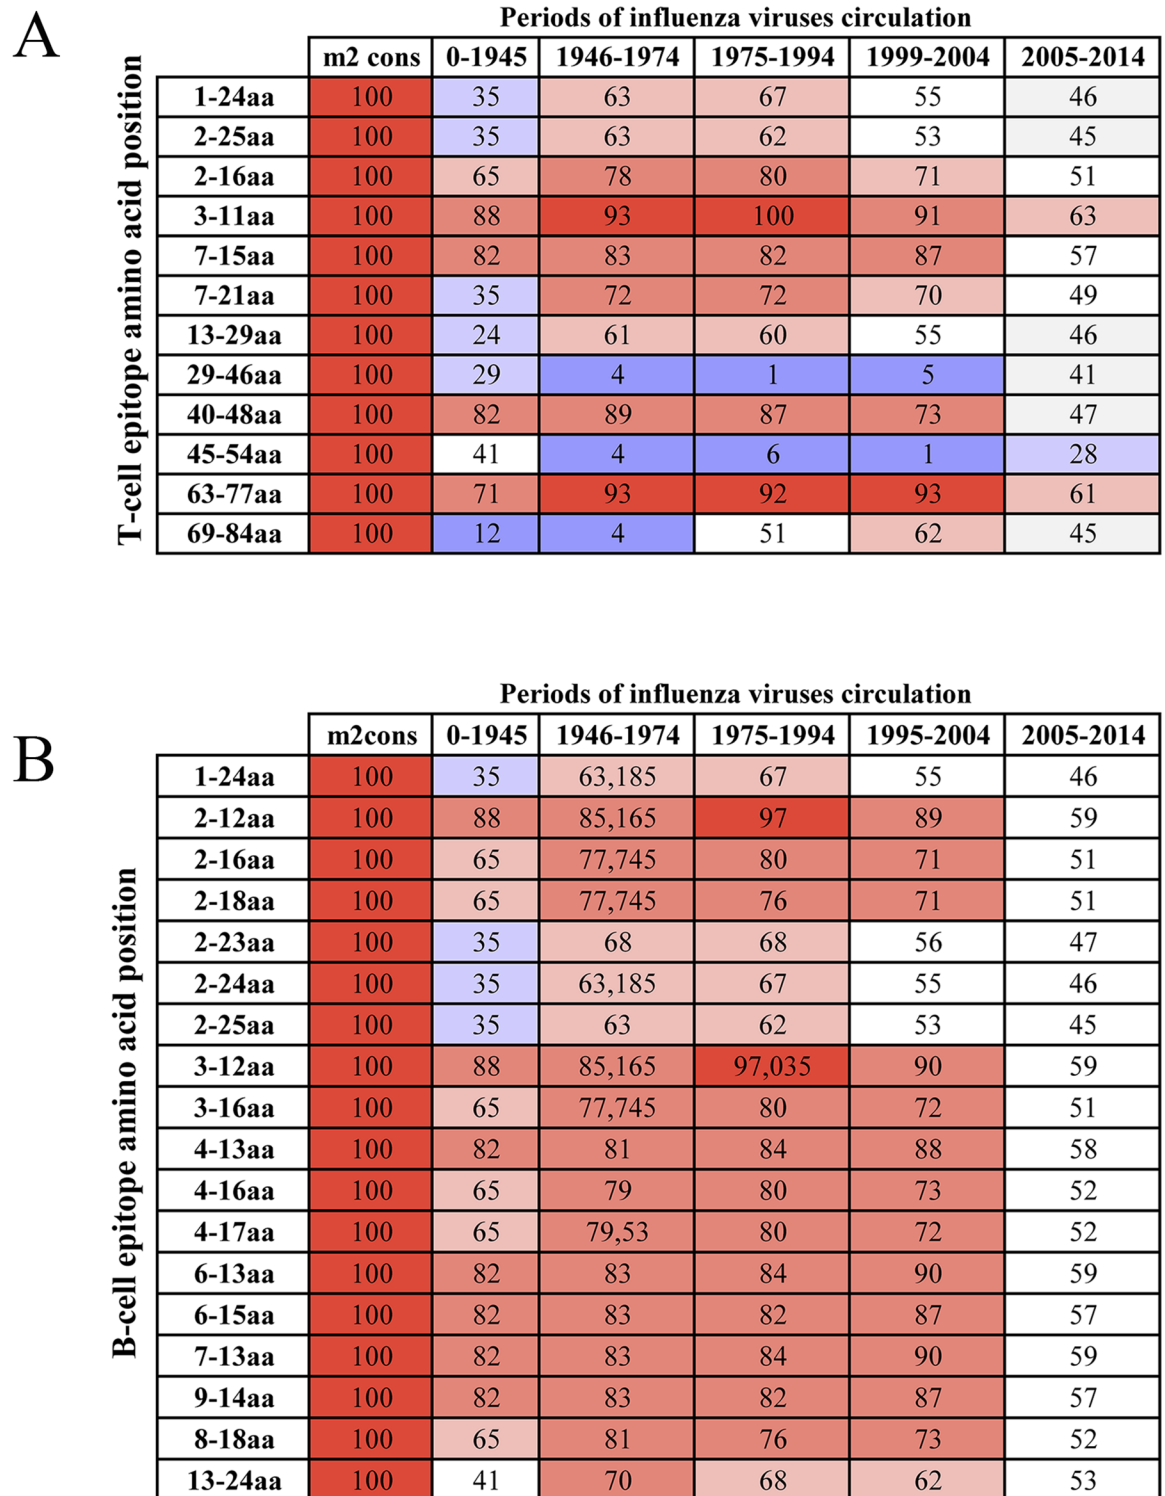 A
Periods of influenza viruses circulation
m2 cons 0-1945 1946-1974 1975-1994 1999-2004 2005-2014
T-cell epitope amino acid position
1-24aa 100 35 63 67 55 46
2-25aa 100 35 63 62 53 45
2-16aa 100 65 78 80 71 51
3-11aa 100 88 93 100 91 63
7-15aa 100 82 83 82 87 57
7-21aa 100 35 72 72 70 49
13-29aa 100 24 61 60 55 46
29-46aa 100 29 4 1 5 41
40-48aa 100 82 89 87 73 47
45-54aa 100 41 4 6 1 28
63-77aa 100 71 93 92 93 61
69-84aa 100 12 4 51 62 45
B
Periods of influenza viruses circulation
m2cons 0-1945 1946-1974 1975-1994 1995-2004 2005-2014
B-cell epitope amino acid position
1-24aa 100 35 63,185 67 55 46
2-12aa 100 88 85,165 97 89 59
2-16aa 100 65 77,745 80 71 51
2-18aa 100 65 77,745 76 71 51
2-23aa 100 35 68 68 56 47
2-24aa 100 35 63,185 67 55 46
2-25aa 100 35 63 62 53 45
3-12aa 100 88 85,165 97,035 90 59
3-16aa 100 65 77,745 80 72 51
4-13aa 100 82 81 84 88 58
4-16aa 100 65 79 80 73 52
4-17aa 100 65 79,53 80 72 52
6-13aa 100 82 83 84 90 59
6-15aa 100 82 83 82 87 57
7-13aa 100 82 83 84 90 59
9-14aa 100 82 83 82 87 57
8-18aa 100 65 81 76 73 52
13-24aa 100 41 70 68 62 53